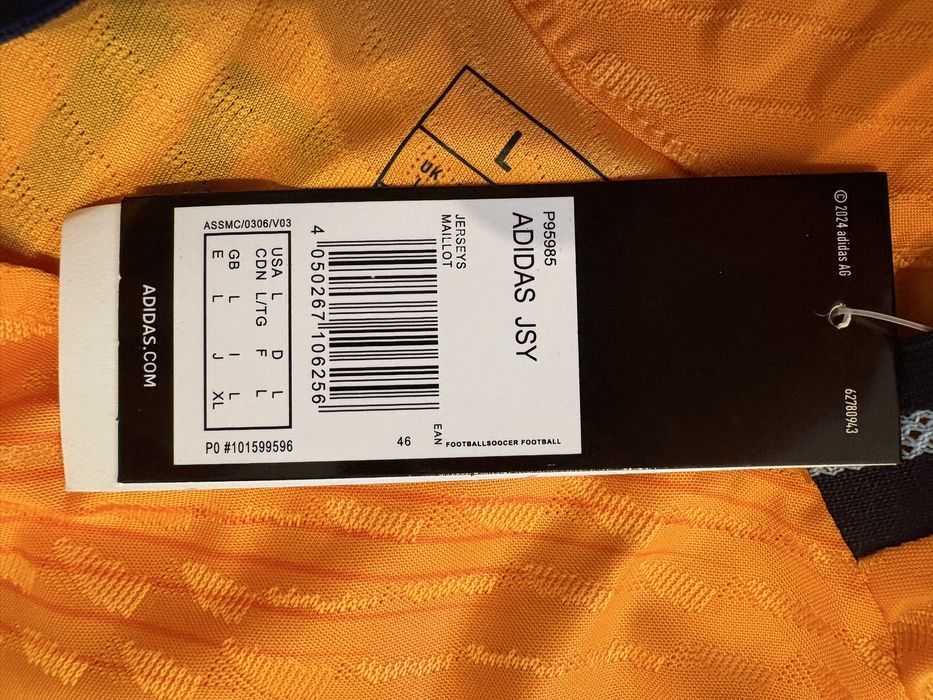 L
UK
© 2024 adidas AG
62780943
P95985
ADIDAS JSY
JERSEYS
MAILLOT
4 050267 106256
EAN
46
FOOTBALLSOCCER FOOTBALL
ASSMC/0306/V03
USA L D L
CDN L/TG F L
GB L I L
E L J XL
PO #101599596
ADIDAS.COM